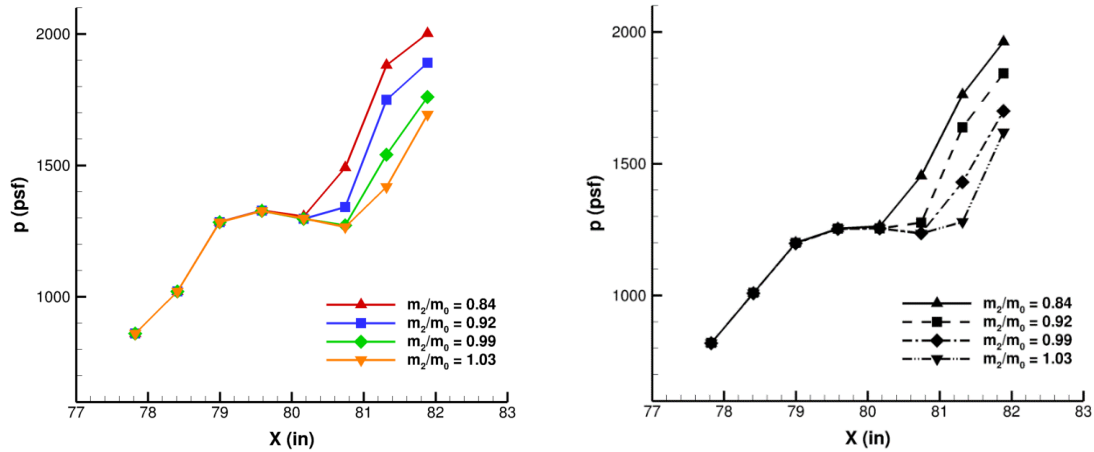 2000
1500
1000
p (psf)
77 78 79 80 81 82 83
X (in)
m₂/m₀ = 0.84
m₂/m₀ = 0.92
m₂/m₀ = 0.99
m₂/m₀ = 1.03
2000
1500
1000
p (psf)
77 78 79 80 81 82 83
X (in)
m₂/m₀ = 0.84
m₂/m₀ = 0.92
m₂/m₀ = 0.99
m₂/m₀ = 1.03